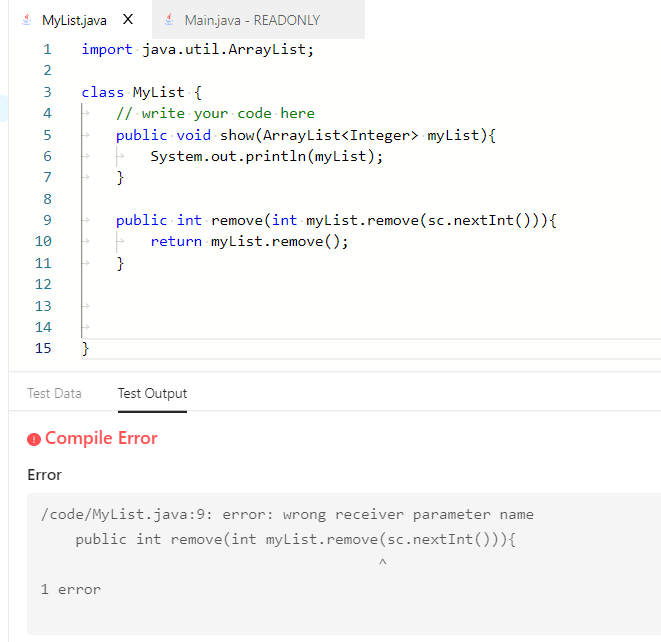 MyList.java X Main.java - READONLY
1 import java.util.ArrayList;
2
3 class MyList {
4 // write your code here
5 public void show(ArrayList<Integer> myList){
6 System.out.println(myList);
7 }
8
9 public int remove(int myList.remove(sc.nextInt())){
10 return myList.remove();
11 }
12
13
14
15 }
Test Data Test Output
! Compile Error
Error
/code/MyList.java:9: error: wrong receiver parameter name
public int remove(int myList.remove(sc.nextInt())){
^
1 error